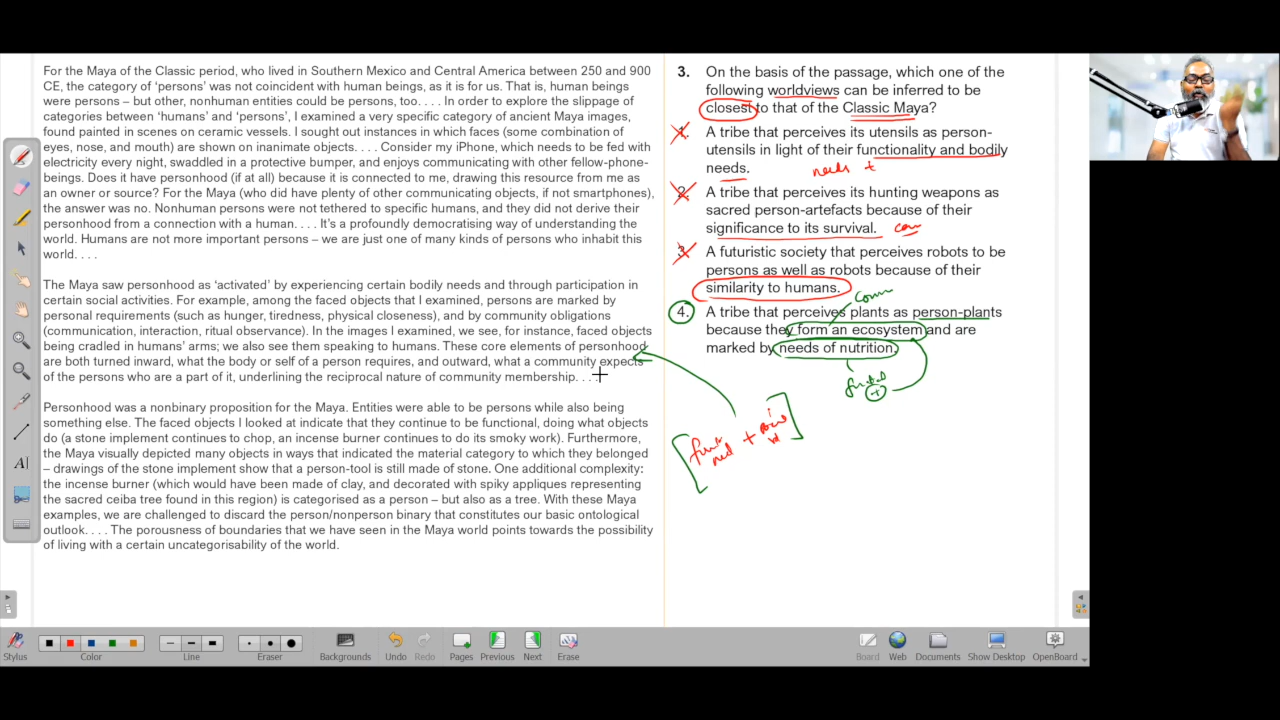 For the Maya of the Classic period, who lived in Southern Mexico and Central America between 250 and 900
CE, the category of ‘persons’ was not coincident with human beings, as it is for us. That is, human beings
were persons – but other, nonhuman entities could be persons, too. . . . In order to explore the slippage of
categories between ‘humans’ and ‘persons’, I examined a very specific category of ancient Maya images,
found painted in scenes on ceramic vessels. I sought out instances in which faces (some combination of
eyes, nose, and mouth) are shown on inanimate objects. . . . Consider my iPhone, which needs to be fed with
electricity every night, swaddled in a protective bumper, and enjoys communicating with other fellow-phone-
beings. Does it have personhood (if at all) because it is connected to me, drawing this resource from me as
an owner or source? For the Maya (who did have plenty of other communicating objects, if not smartphones),
the answer was no. Nonhuman persons were not tethered to specific humans, and they did not derive their
personhood from a connection with a human. . . . It’s a profoundly democratising way of understanding the
world. Humans are not more important persons – we are just one of many kinds of persons who inhabit this
world. . . .
The Maya saw personhood as ‘activated’ by experiencing certain bodily needs and through participation in
certain social activities. For example, among the faced objects that I examined, persons are marked by
personal requirements (such as hunger, tiredness, physical closeness), and by community obligations
(communication, interaction, ritual observance). In the images I examined, we see, for instance, faced objects
being cradled in humans’ arms; we also see them speaking to humans. These core elements of personhood
are both turned inward, what the body or self of a person requires, and outward, what a community expects
of the persons who are a part of it, underlining the reciprocal nature of community membership. . . .
Personhood was a nonbinary proposition for the Maya. Entities were able to be persons while also being
something else. The faced objects I looked at indicate that they continue to be functional, doing what objects
do (a stone implement continues to chop, an incense burner continues to do its smoky work). Furthermore,
the Maya visually depicted many objects in ways that indicated the material category to which they belonged
– drawings of the stone implement show that a person-tool is still made of stone. One additional complexity:
the incense burner (which would have been made of clay, and decorated with spiky appliques representing
the sacred ceiba tree found in this region) is categorised as a person – but also as a tree. With these Maya
examples, we are challenged to discard the person/nonperson binary that constitutes our basic ontological
outlook. . . . The porousness of boundaries that we have seen in the Maya world points towards the possibility
of living with a certain uncategorisability of the world.
3. On the basis of the passage, which one of the
following worldviews can be inferred to be
closest to that of the Classic Maya?
1. A tribe that perceives its utensils as person-
utensils in light of their functionality and bodily
needs.
needs +
2. A tribe that perceives its hunting weapons as
sacred person-artefacts because of their
significance to its survival.
3. A futuristic society that perceives robots to be
persons as well as robots because of their
similarity to humans.
4. A tribe that perceives plants as person-plants
because they form an ecosystem and are
marked by needs of nutrition.
Stylus
Color
Line
Eraser
Backgrounds
Undo
Redo
Pages
Previous
Next
Erase
Board
Web
Documents
Show Desktop
OpenBoard